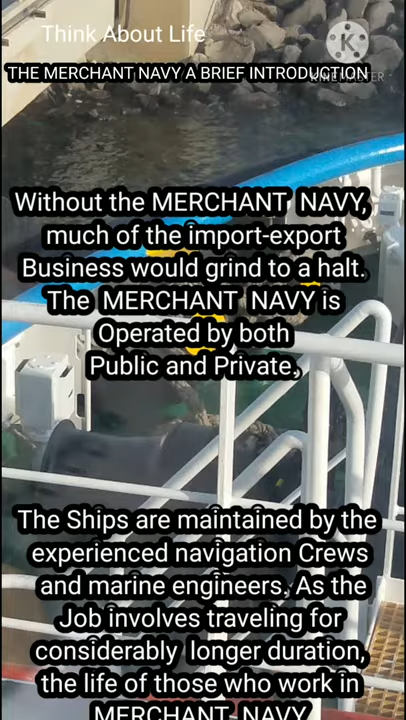 Think About Life
THE MERCHANT NAVY A BRIEF INTRODUCTION
K
Without the MERCHANT NAVY,
much of the import-export
Business would grind to a halt.
The MERCHANT NAVY is
Operated by both
Public and Private.
The Ships are maintained by the
experienced navigation Crews
and marine engineers. As the
Job involves traveling for
considerably longer duration,
the life of those who work in
MERCHANT NAVY